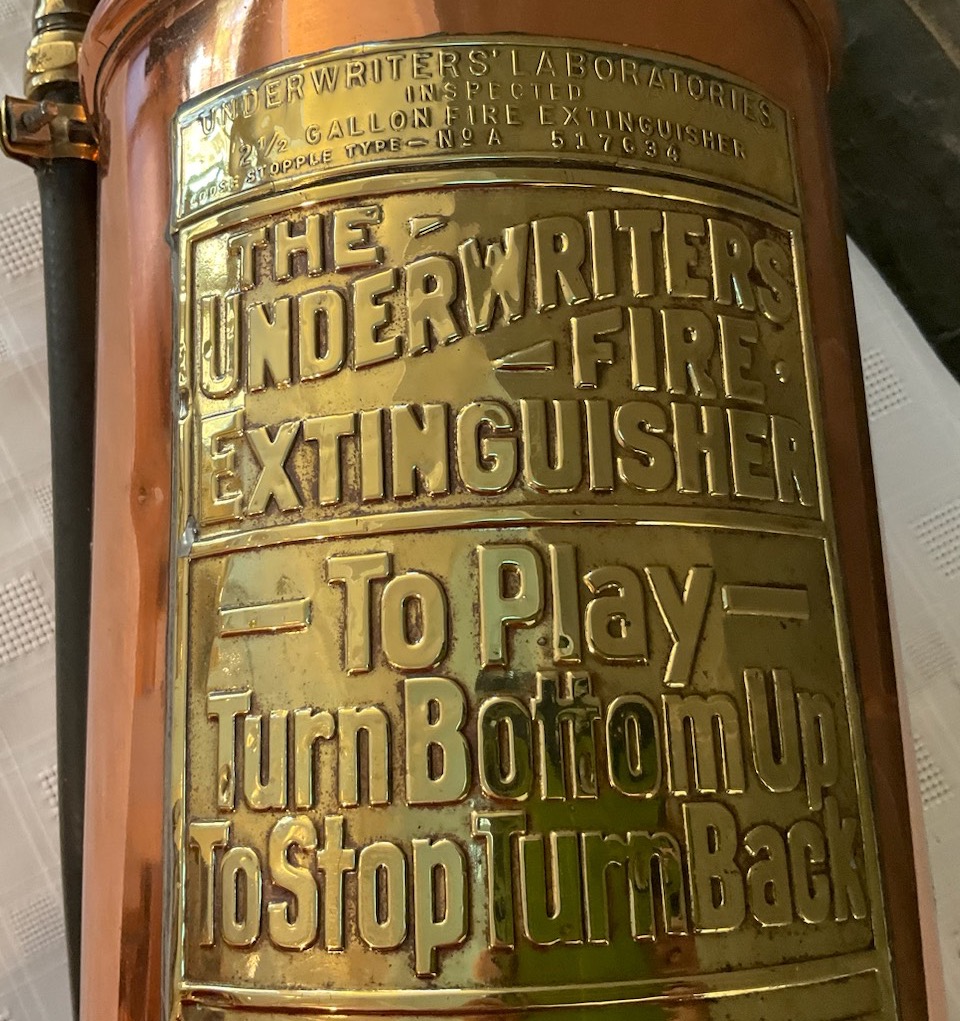 UNDERWRITERS' LABORATORIES
INSPECTED
2½ GALLON FIRE EXTINGUISHER
LOOSE STOPPLE TYPE—Nº A 517634
THE
UNDERWRITERS
—FIRE
EXTINGUISHER
—To Play—
Turn Bottom Up
To Stop Turn Back